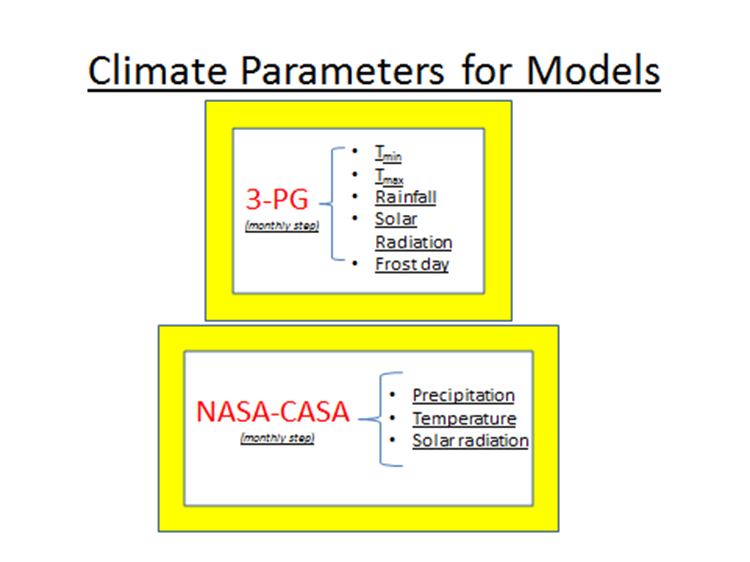 Climate Parameters for Models
3-PG
(monthly step)
• Tmin
• Tmax
• Rainfall
• Solar
Radiation
• Frost day
NASA-CASA
(monthly step)
• Precipitation
• Temperature
• Solar radiation